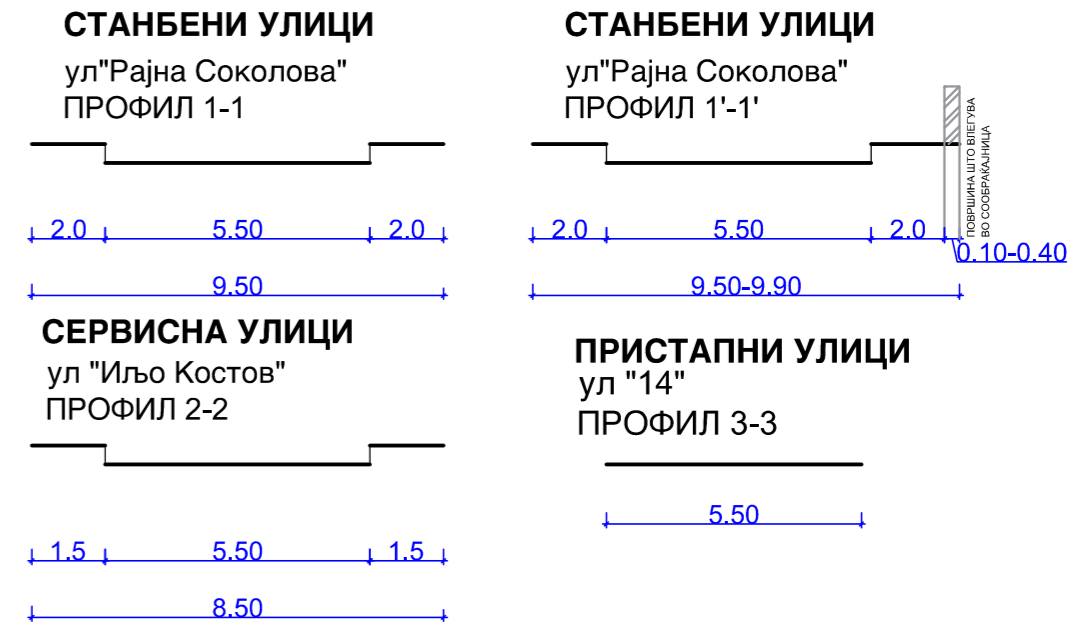 СТАНБЕНИ УЛИЦИ
ул"Рајна Соколова"
ПРОФИЛ 1-1
2.0 5.50 2.0
9.50
СТАНБЕНИ УЛИЦИ
ул"Рајна Соколова"
ПРОФИЛ 1'-1'
ПОВРШИНА ШТО ВЛЕГУВА
ВО СООБРАЌАЈНИЦА
2.0 5.50 2.0
0.10-0.40
9.50-9.90
СЕРВИСНА УЛИЦИ
ул "Иљо Костов"
ПРОФИЛ 2-2
1.5 5.50 1.5
8.50
ПРИСТАПНИ УЛИЦИ
ул "14"
ПРОФИЛ 3-3
5.50